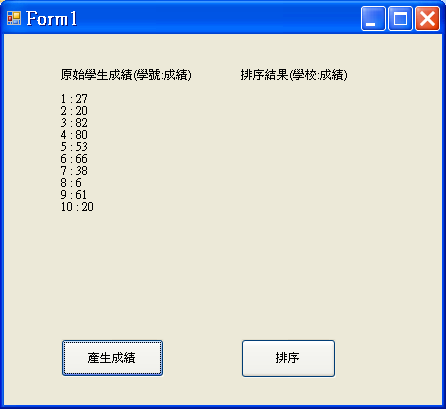 Form1
原始學生成績(學號:成績)
排序結果(學校:成績)
1 : 27
2 : 20
3 : 82
4 : 80
5 : 53
6 : 66
7 : 38
8 : 6
9 : 61
10 : 20
產生成績
排序